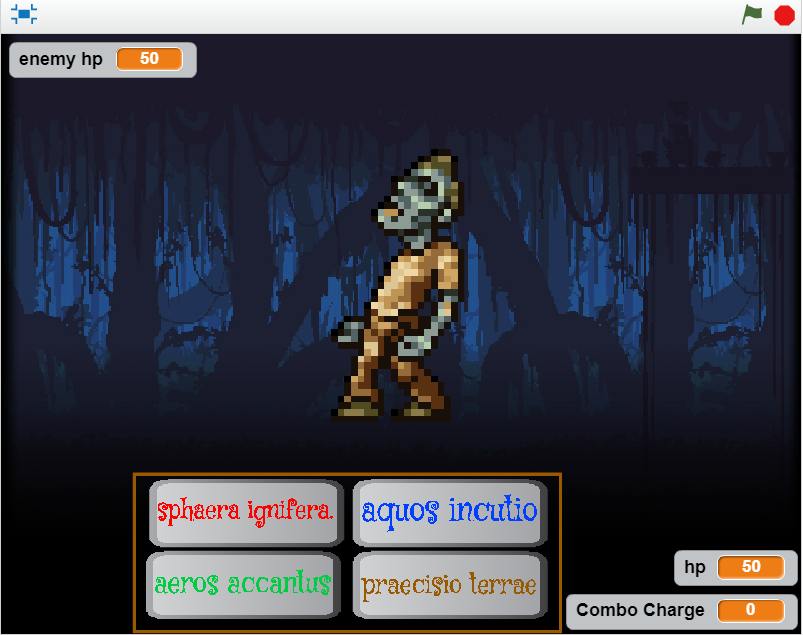 enemy hp 50
sphaera ignifera.
aquos incutio
aeros accantus
praecisio terrae
hp 50
Combo Charge 0